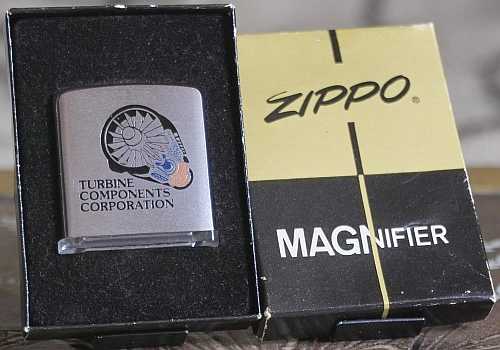 TURBINE
COMPONENTS
CORPORATION
ZIPPO®
MAGNIFIER